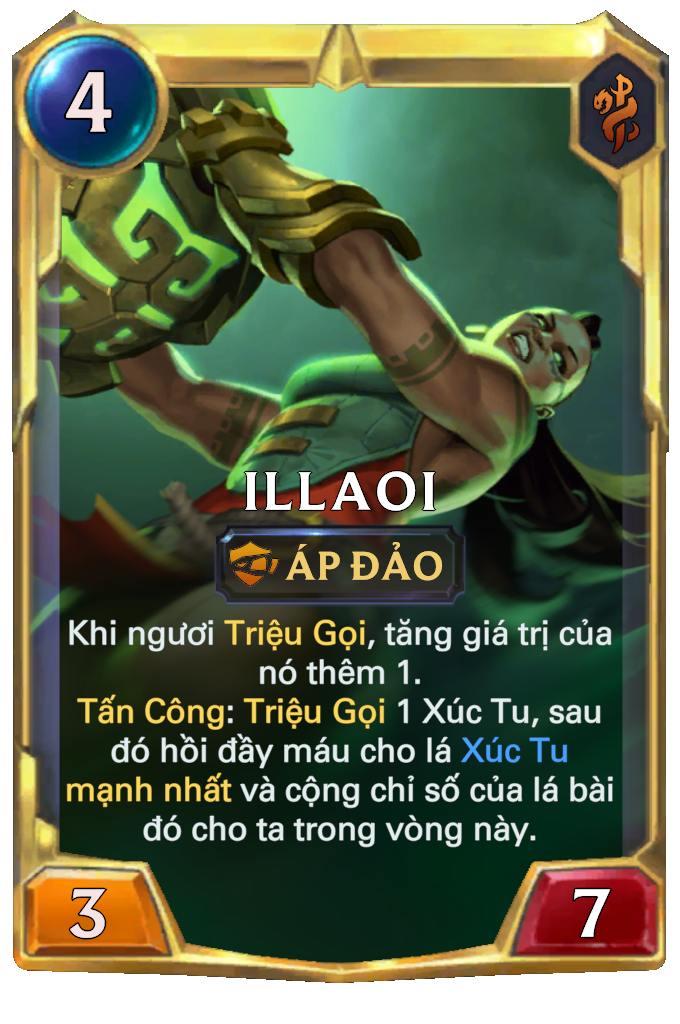 4
ILLAOI
ÁP ĐẢO
Khi ngươi Triệu Gọi, tăng giá trị của
nó thêm 1.
Tấn Công: Triệu Gọi 1 Xúc Tu, sau
đó hồi đầy máu cho lá Xúc Tu
mạnh nhất và cộng chỉ số của lá bài
đó cho ta trong vòng này.
3
7